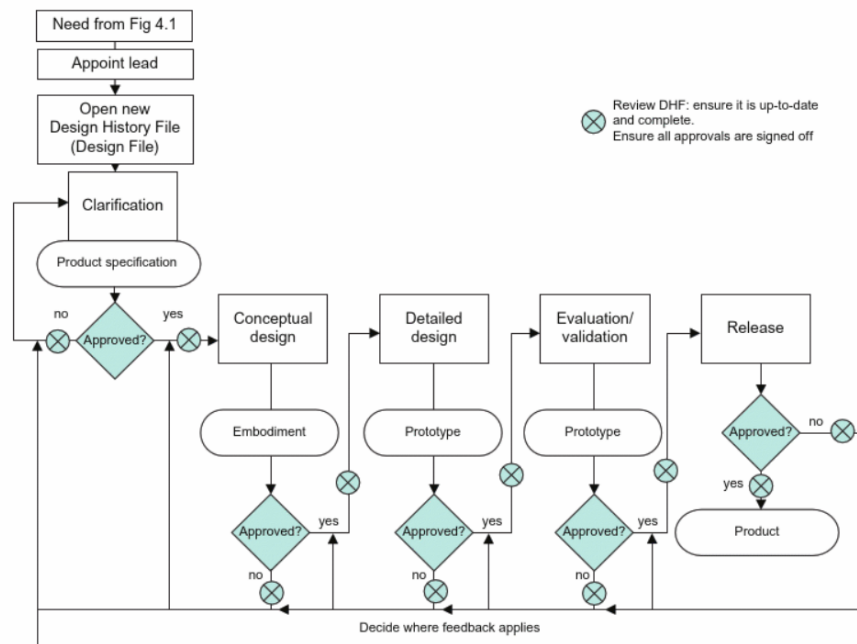 Need from Fig 4.1
Appoint lead
Open new
Design History File
(Design File)
Review DHF: ensure it is up-to-date
and complete.
Ensure all approvals are signed off
Clarification
Product specification
no
yes
Approved?
Conceptual
design
Detailed
design
Evaluation/
validation
Release
Embodiment
Prototype
Prototype
Approved?
no
yes
Product
Approved?
yes
no
Approved?
yes
no
Approved?
yes
no
Decide where feedback applies